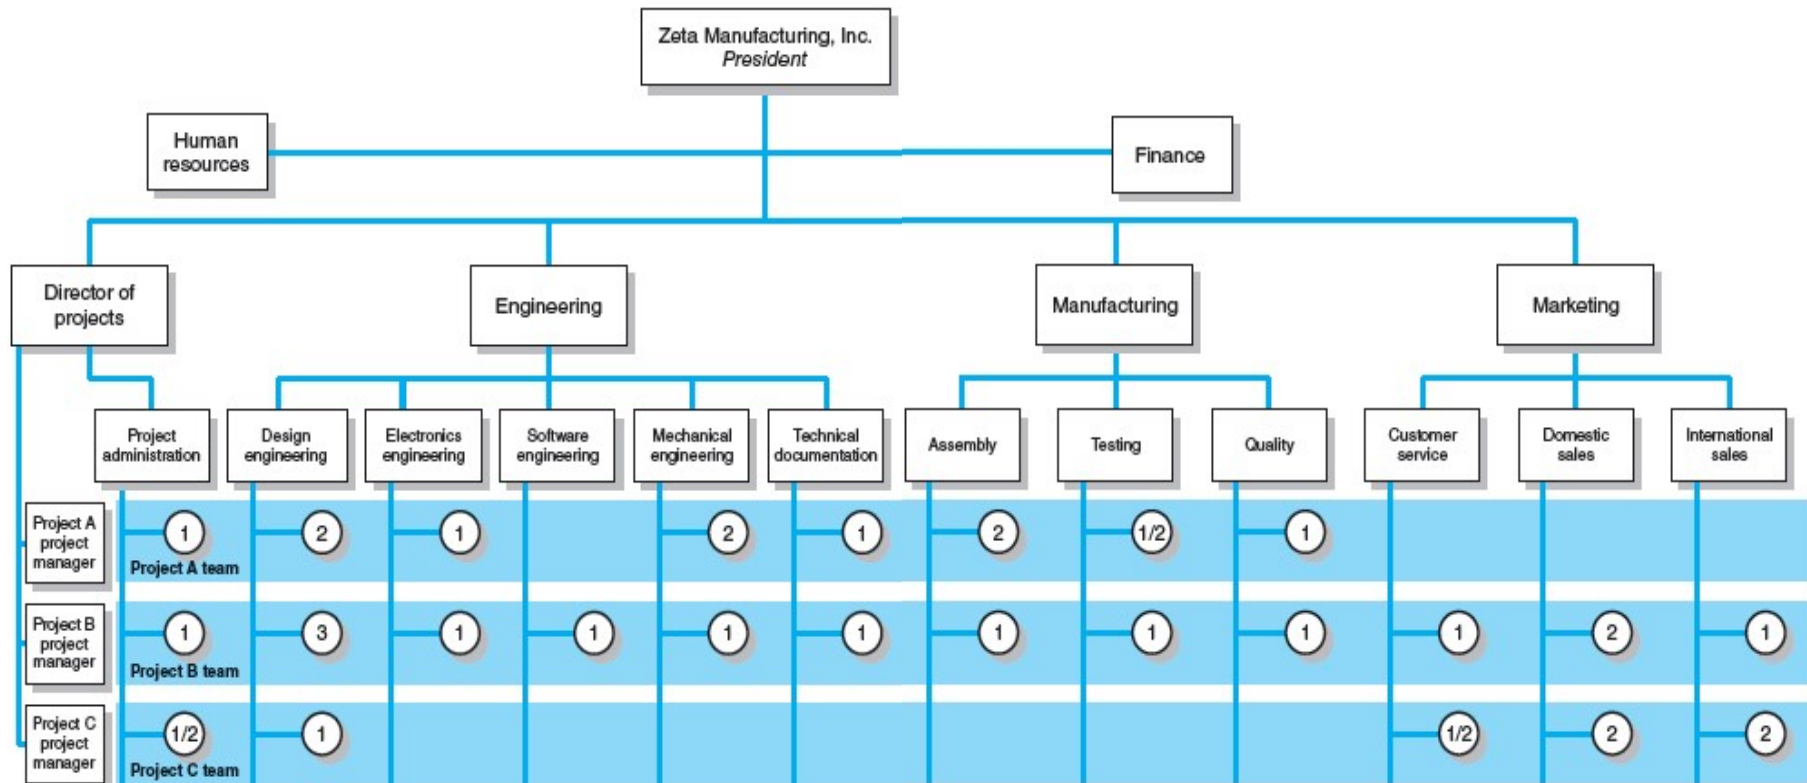 Zeta Manufacturing, Inc.
President
Human
resources
Finance
Director of
projects
Engineering
Manufacturing
Marketing
Project
administration
Design
engineering
Electronics
engineering
Software
engineering
Mechanical
engineering
Technical
documentation
Assembly
Testing
Quality
Customer
service
Domestic
sales
International
sales
Project A
project
manager
1
2
1
2
1
2
1/2
1
Project A team
Project B
project
manager
1
3
1
1
1
1
1
1
1
1
2
1
Project B team
Project C
project
manager
1/2
1
1/2
2
2
Project C team